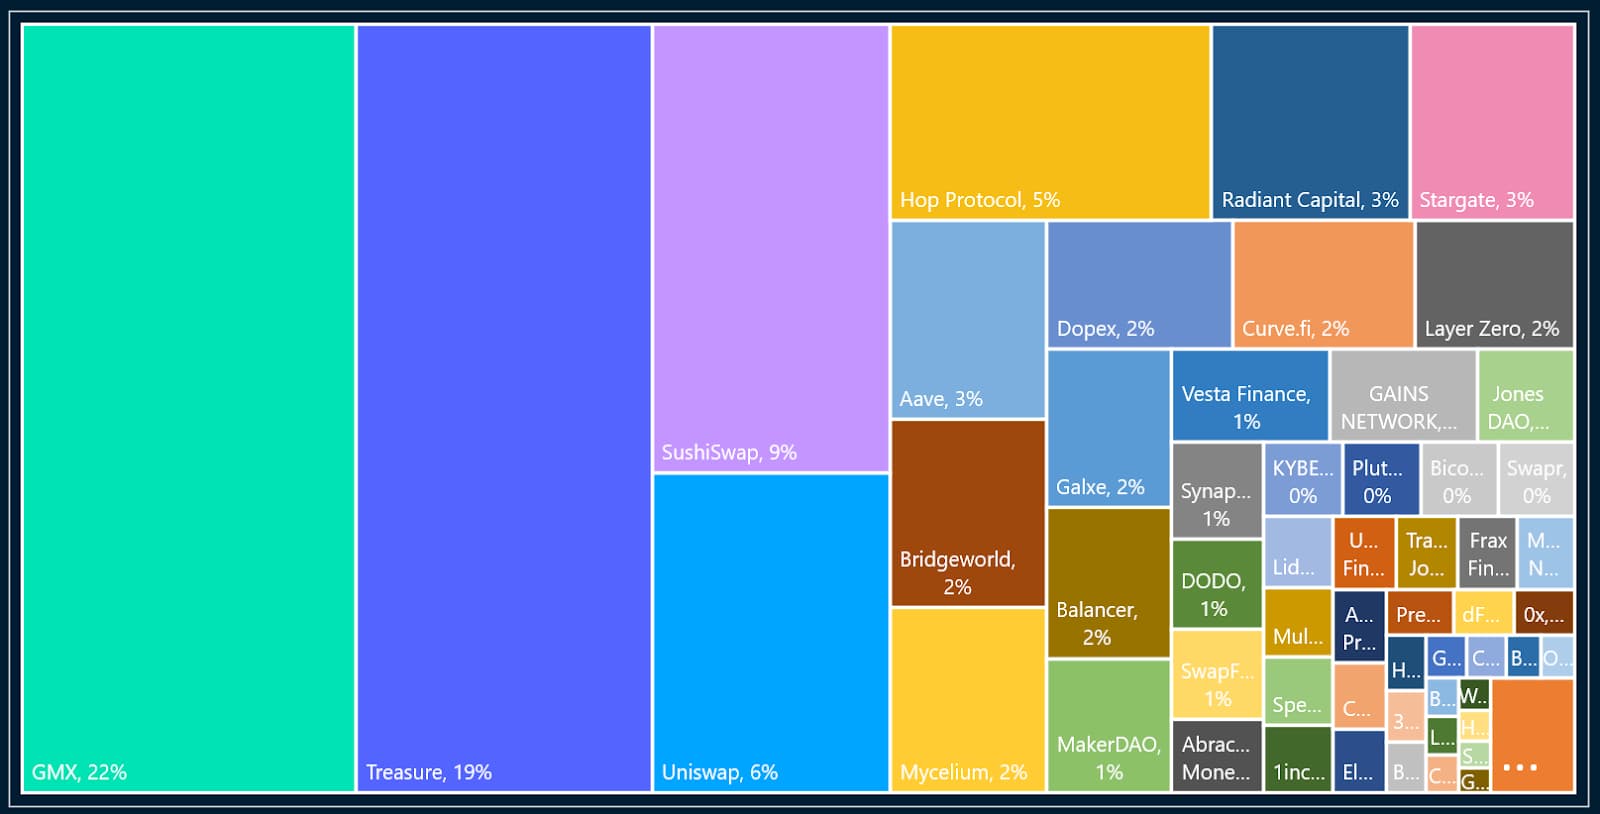 GMX, 22%
Treasure, 19%
SushiSwap, 9%
Uniswap, 6%
Hop Protocol, 5%
Radiant Capital, 3%
Stargate, 3%
Aave, 3%
Bridgeworld,
2%
Mycelium, 2%
Dopex, 2%
Curve.fi, 2%
Layer Zero, 2%
Galxe, 2%
Balancer,
2%
MakerDAO,
1%
Vesta Finance,
1%
GAINS
NETWORK,...
Jones
DAO,...
Synap...
1%
DODO,
1%
SwapF...
1%
Abrac...
Mone...
KYBE...
0%
Plut...
0%
Bico...
0%
Swapr,
0%
Lid...
Mul...
Spe...
1inc...
U...
Fin...
Tra...
Jo...
Frax
Fin...
M...
N...
A...
Pr...
C...
El...
Pre...
dF...
0x,...
H...
3...
B...
G...
C...
B...
O...
B...
L...
C...
W...
H...
S...
G...
...